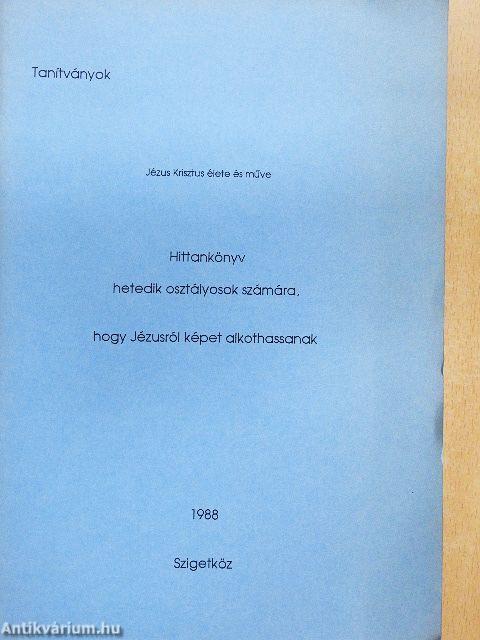 Tanítványok
Jézus Krisztus élete és műve
Hittankönyv
hetedik osztályosok számára,
hogy Jézusról képet alkothassanak
1988
Szigetköz
Antikvárium.hu